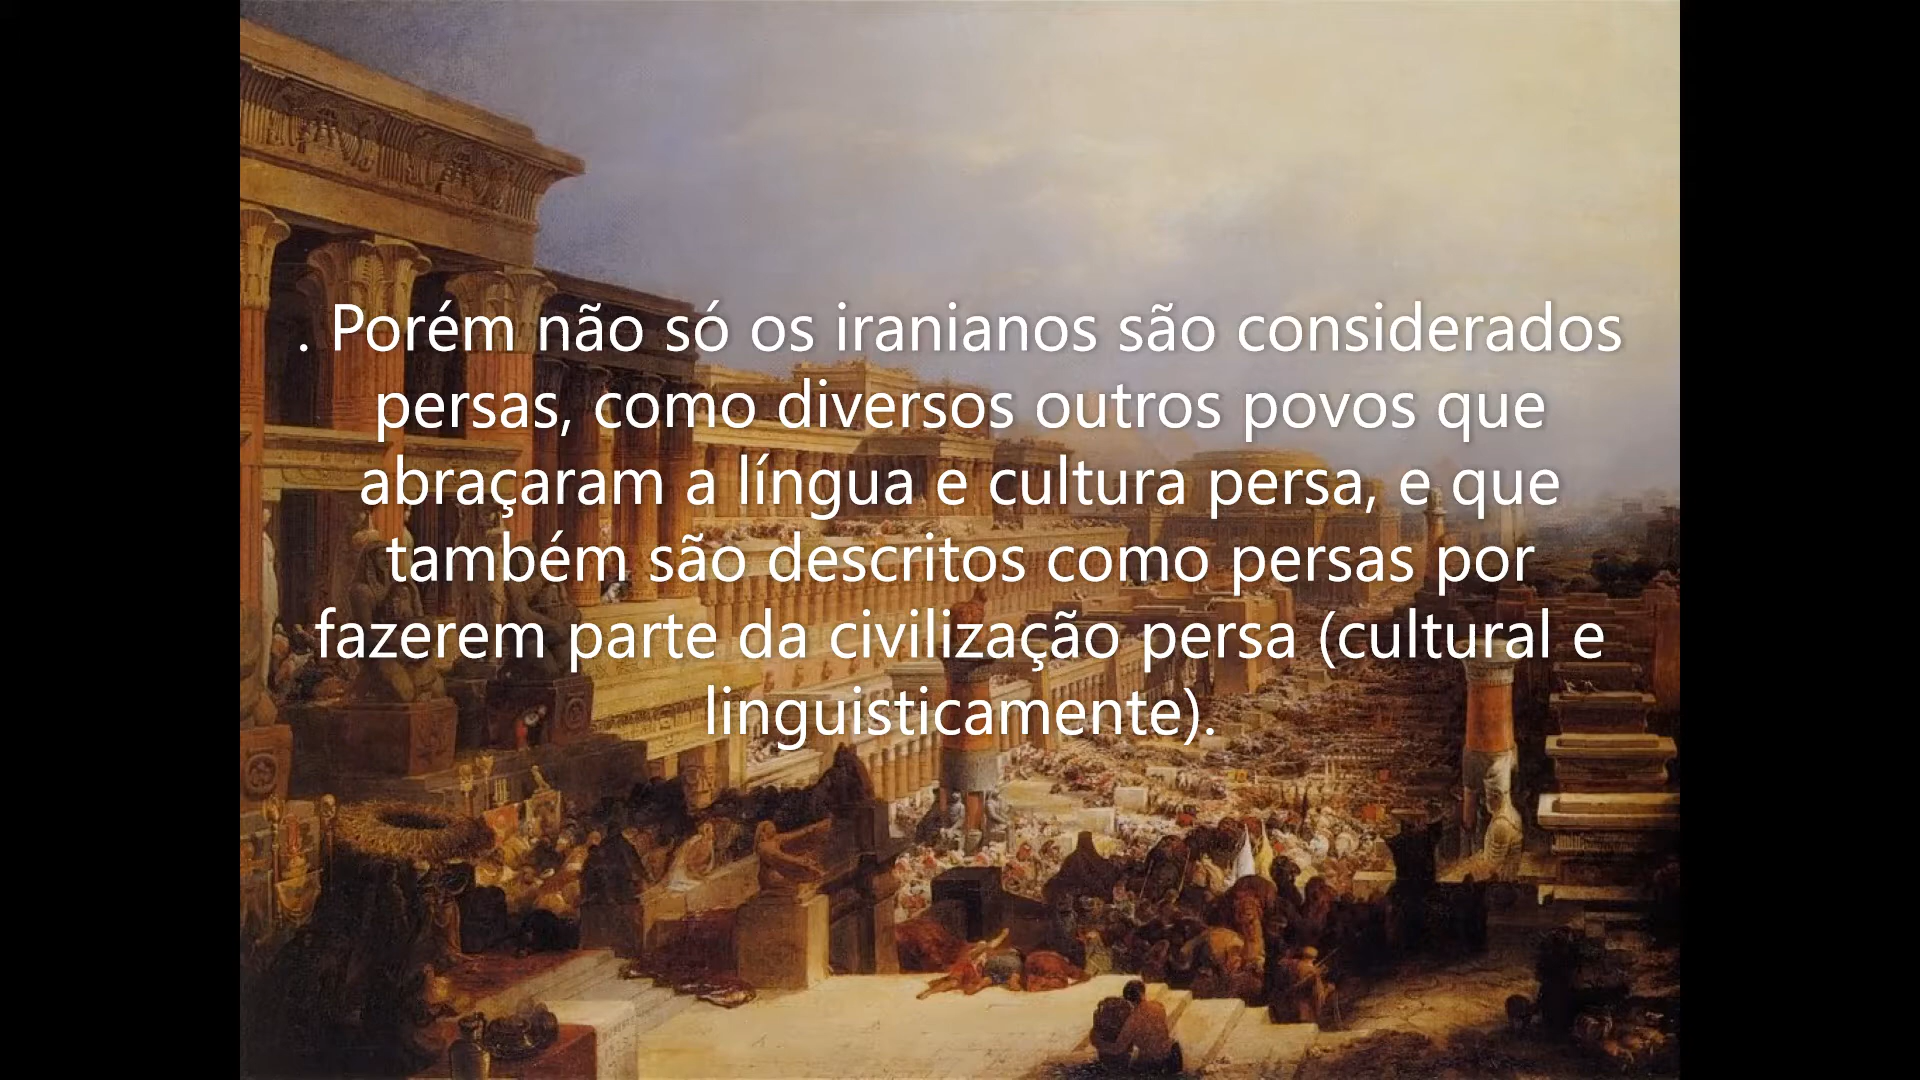 . Porém não só os iranianos são considerados
persas, como diversos outros povos que
abraçaram a língua e cultura persa, e que
também são descritos como persas por
fazerem parte da civilização persa (cultural e
linguisticamente).